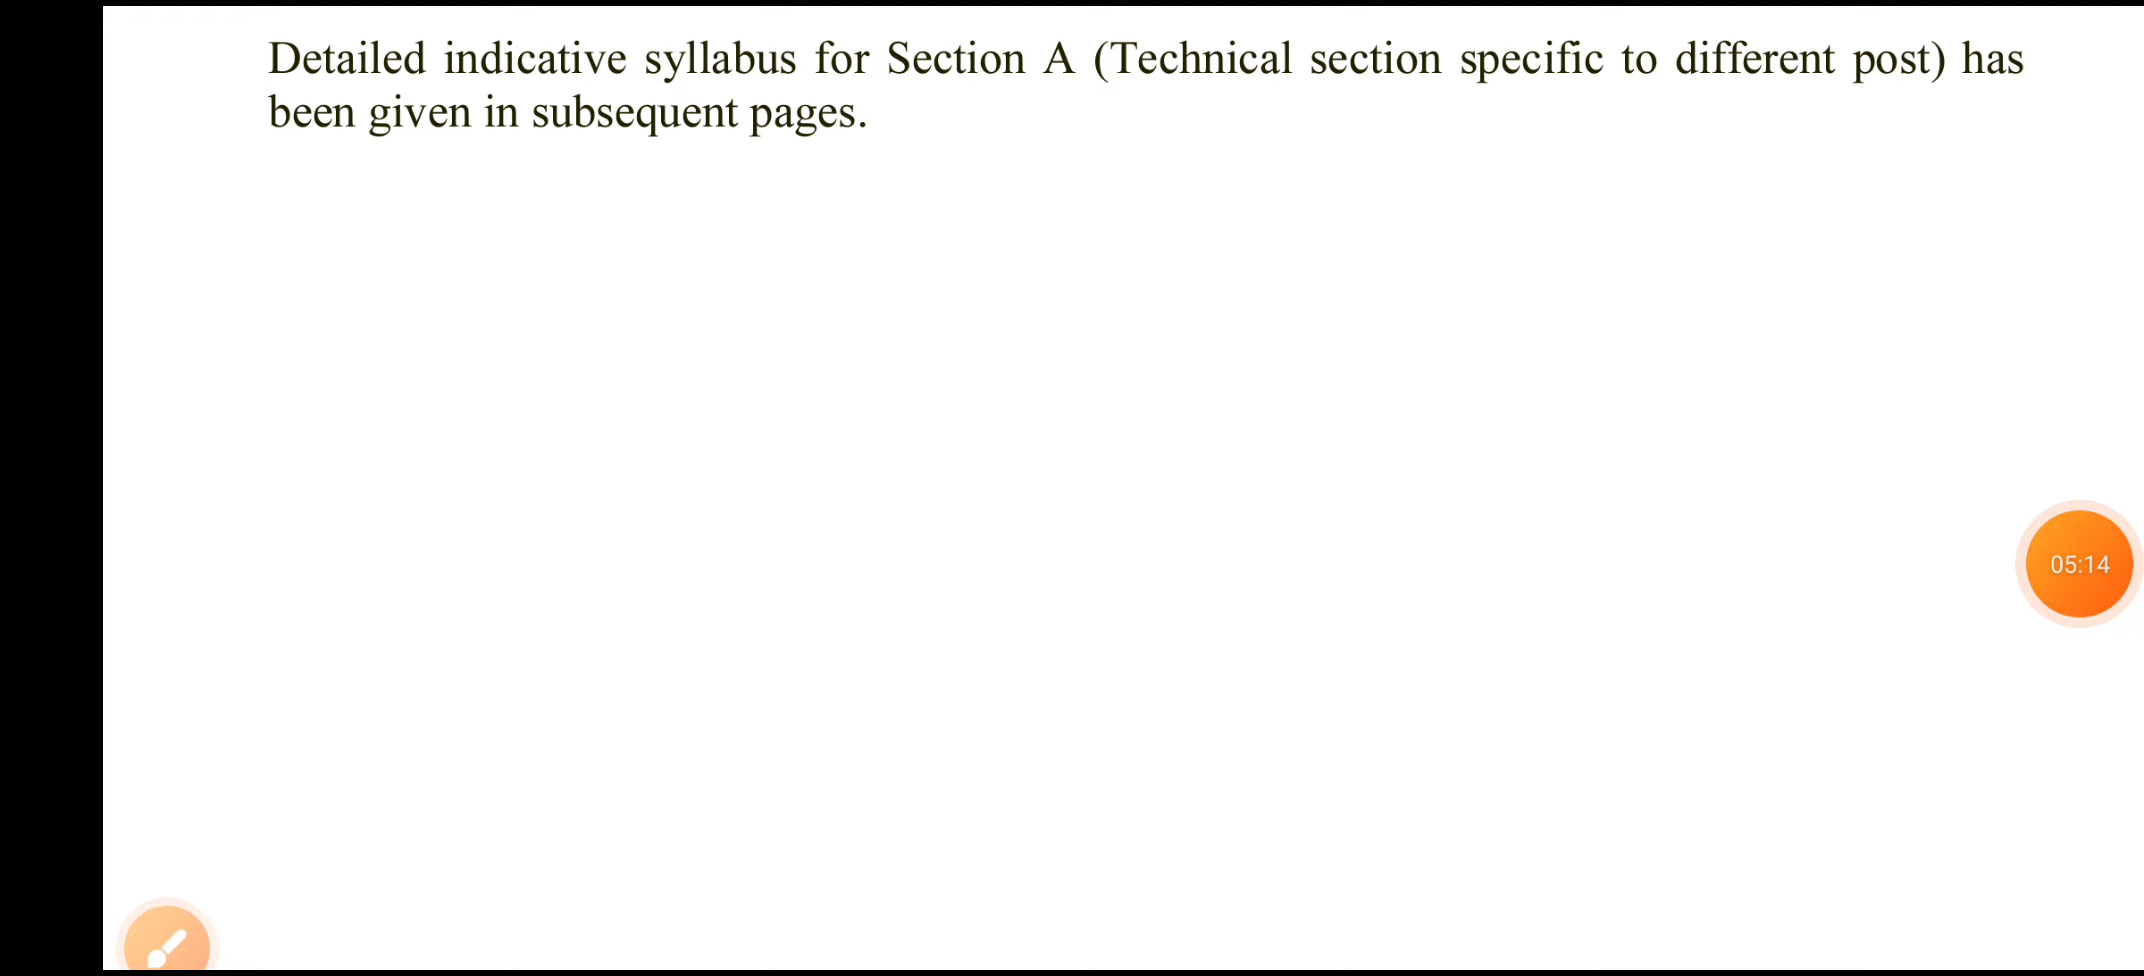 Detailed indicative syllabus for Section A (Technical section specific to different post) has
been given in subsequent pages.
05:14